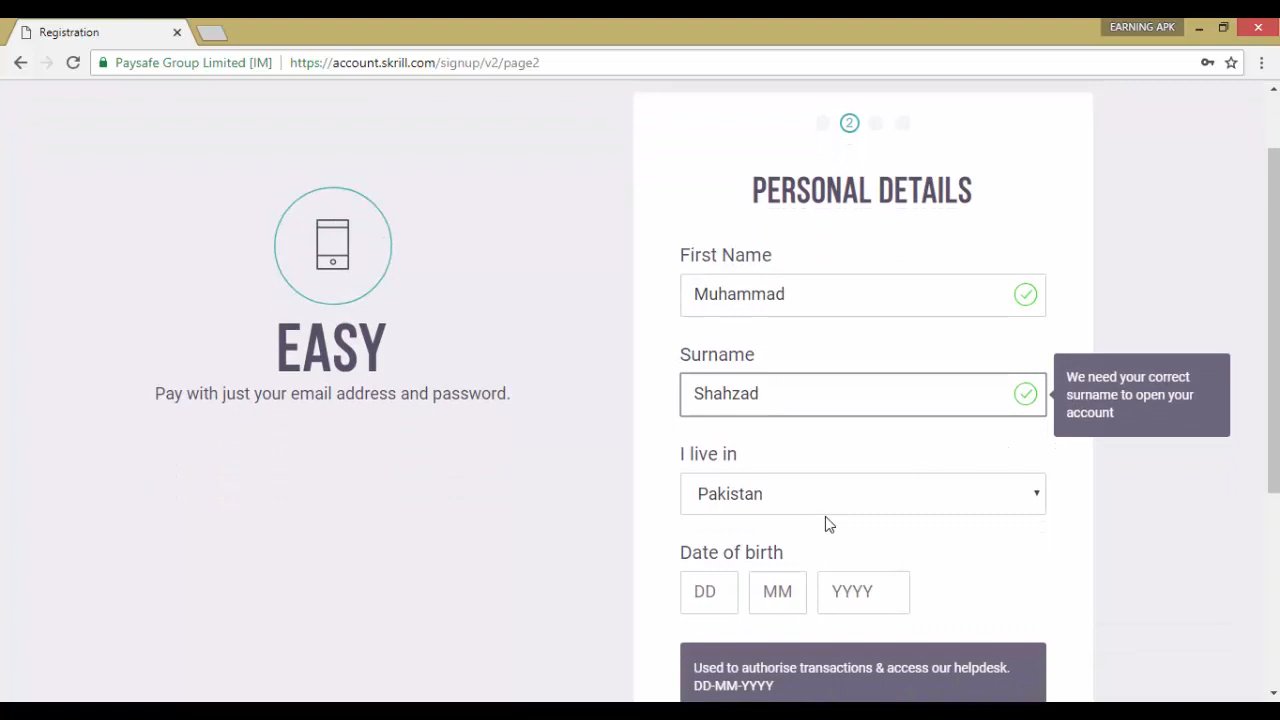 Registration
EARNING APK
Paysafe Group Limited [IM]
https://account.skrill.com/signup/v2/page2
2
PERSONAL DETAILS
First Name
Muhammad
Surname
Shahzad
We need your correct
surname to open your
account
I live in
Pakistan
Date of birth
DD MM YYYY
Used to authorise transactions & access our helpdesk.
DD-MM-YYYY
EASY
Pay with just your email address and password.